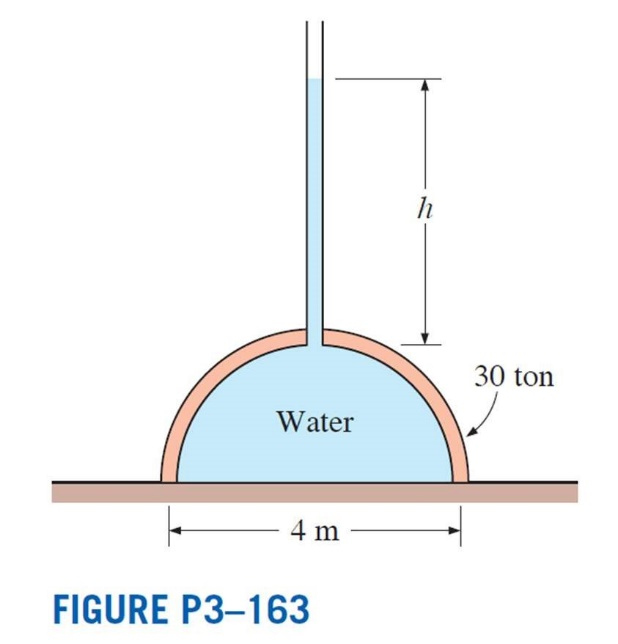 h
30 ton
Water
4 m
FIGURE P3–163